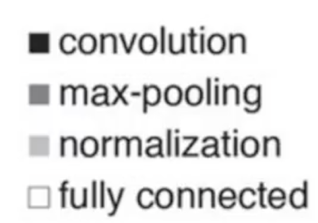 convolution
max-pooling
normalization
fully connected